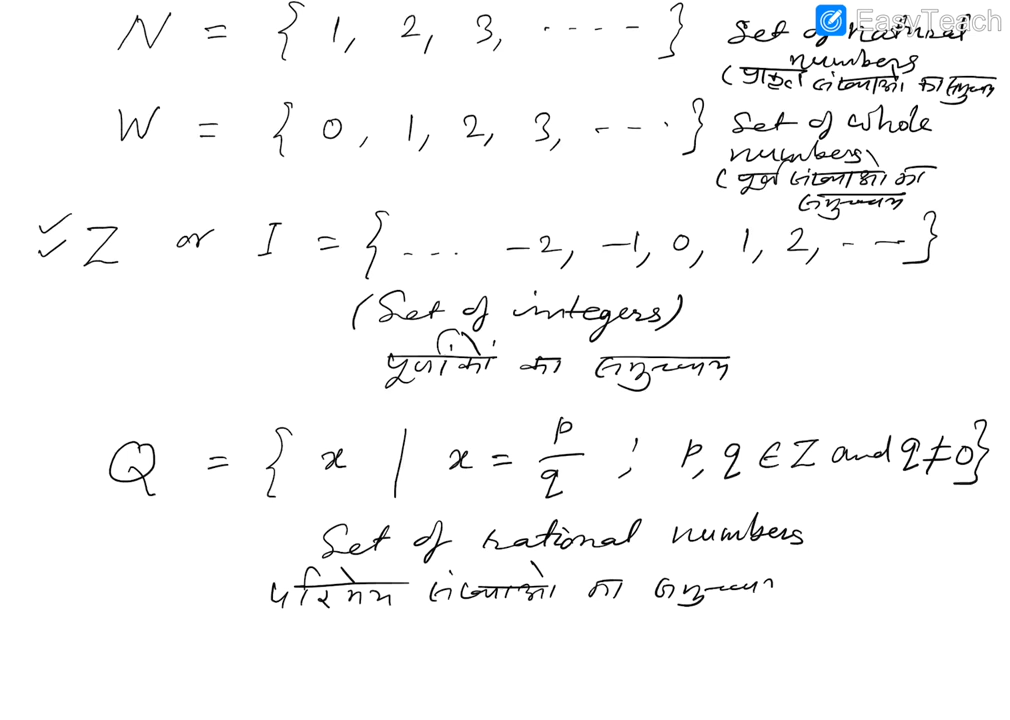 EasyTeach
N = { 1, 2, 3, ..... } Set of natural
numbers
(प्राकृत संख्याओं का समुच्चय
W = { 0, 1, 2, 3, .... } Set of whole
numbers
(पूर्ण संख्याओं का
समुच्चय
Z or I = { ... -2, -1, 0, 1, 2, ... }
(Set of integers)
पूर्णांकों का समुच्चय
Q = { x | x = p/q ; p, q ∈ Z and q ≠ 0}
Set of rational numbers
परिमेय संख्याओं का समुच्चय